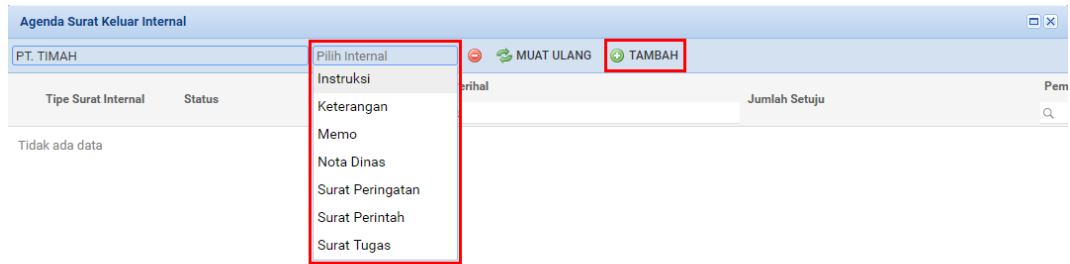 Agenda Surat Keluar Internal
PT. TIMAH Pilih Internal MUAT ULANG TAMBAH
Tipe Surat Internal Status erihal Jumlah Setuju Pem
Tidak ada data
Instruksi
Keterangan
Memo
Nota Dinas
Surat Peringatan
Surat Perintah
Surat Tugas